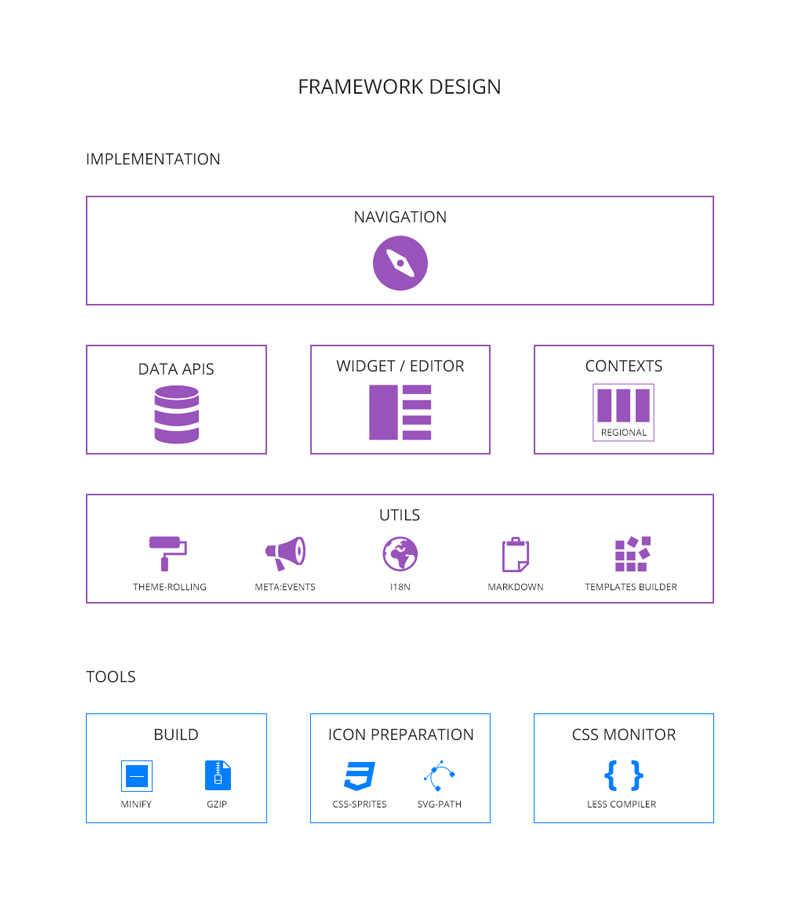 FRAMEWORK DESIGN
IMPLEMENTATION
NAVIGATION
DATA APIS
WIDGET / EDITOR
CONTEXTS
REGIONAL
UTILS
THEME-ROLLING
META:EVENTS
I18N
MARKDOWN
TEMPLATES BUILDER
TOOLS
BUILD
MINIFY
GZIP
ICON PREPARATION
CSS-SPRITES
SVG-PATH
CSS MONITOR
{ }
LESS COMPILER